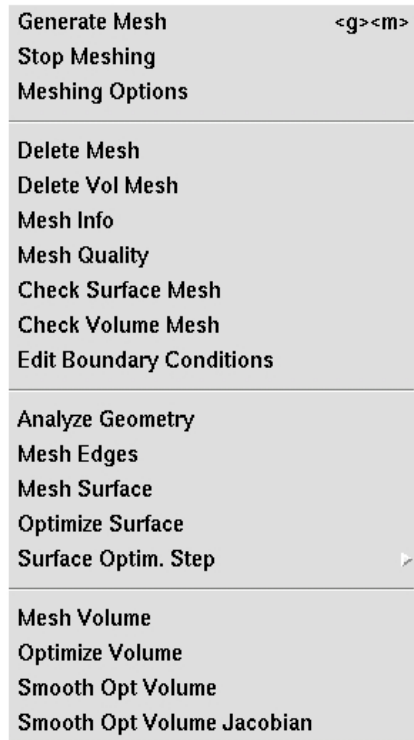 Generate Mesh <g><m>
Stop Meshing
Meshing Options
Delete Mesh
Delete Vol Mesh
Mesh Info
Mesh Quality
Check Surface Mesh
Check Volume Mesh
Edit Boundary Conditions
Analyze Geometry
Mesh Edges
Mesh Surface
Optimize Surface
Surface Optim. Step
Mesh Volume
Optimize Volume
Smooth Opt Volume
Smooth Opt Volume Jacobian